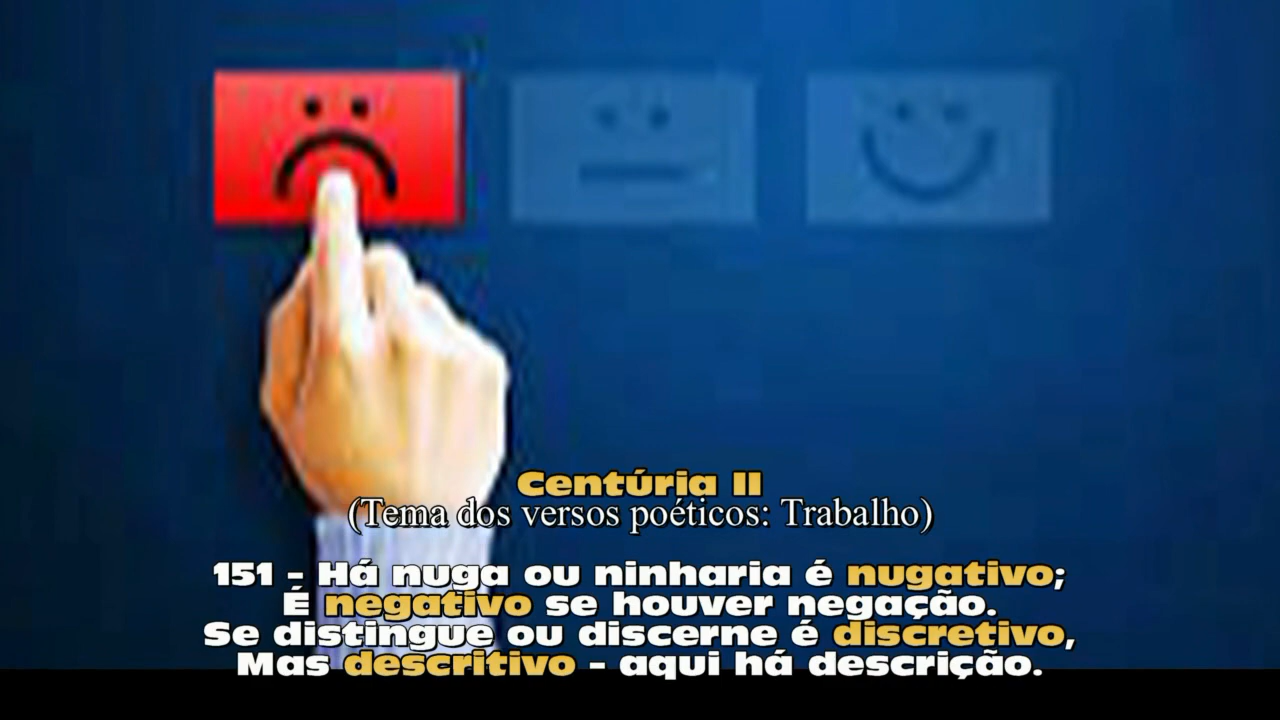 Centúria II
(Tema dos versos poéticos: Trabalho)
151 - Há nuga ou ninharia é nugativo;
É negativo se houver negação.
Se distingue ou discerne é discretivo,
Mas descritivo - aqui há descrição.